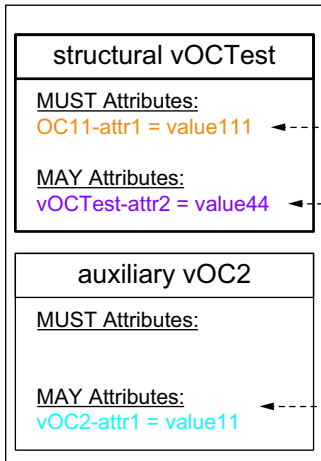 structural vOCTest
MUST Attributes:
OC11-attr1 = value111
MAY Attributes:
vOCTest-attr2 = value44
auxiliary vOC2
MUST Attributes:
MAY Attributes:
vOC2-attr1 = value11